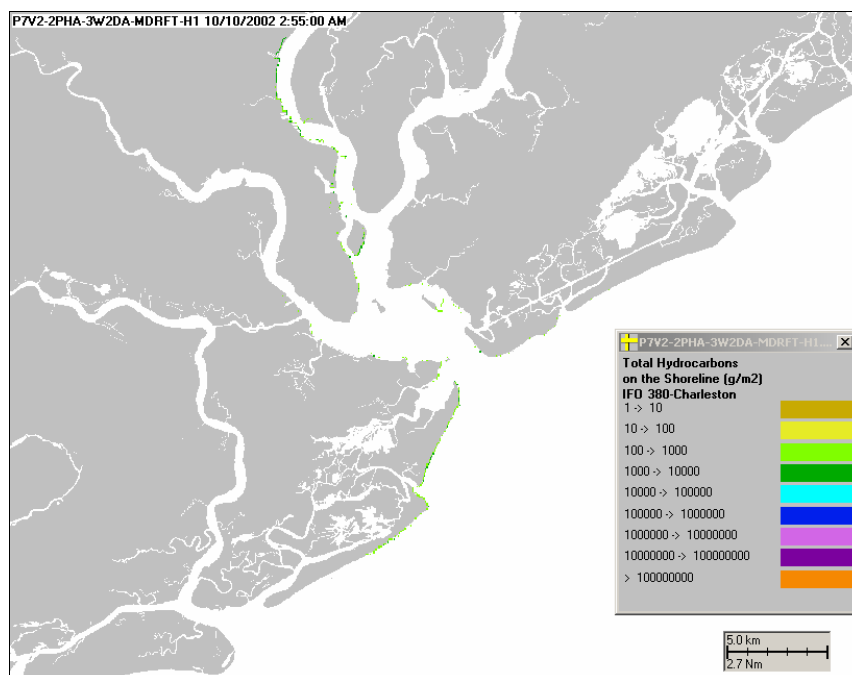 P7V2-2PHA-3W2DA-MDRFT-H1 10/10/2002 2:55:00 AM
P7V2-2PHA-3W2DA-MDRFT-H1...
Total Hydrocarbons
on the Shoreline (g/m2)
IFO 380-Charleston
1 -> 10
10 -> 100
100 -> 1000
1000 -> 10000
10000 -> 100000
100000 -> 1000000
1000000 -> 10000000
10000000 -> 100000000
> 100000000
5.0 km
2.7 Nm